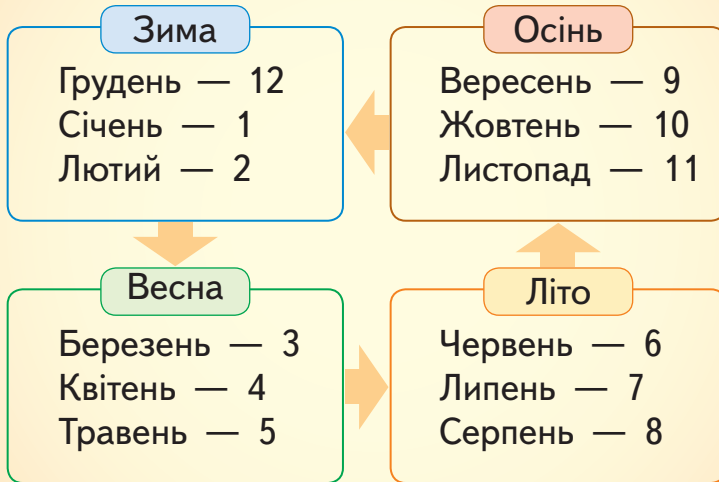 Зима
Грудень — 12
Січень — 1
Лютий — 2
Осінь
Вересень — 9
Жовтень — 10
Листопад — 11
Весна
Березень — 3
Квітень — 4
Травень — 5
Літо
Червень — 6
Липень — 7
Серпень — 8